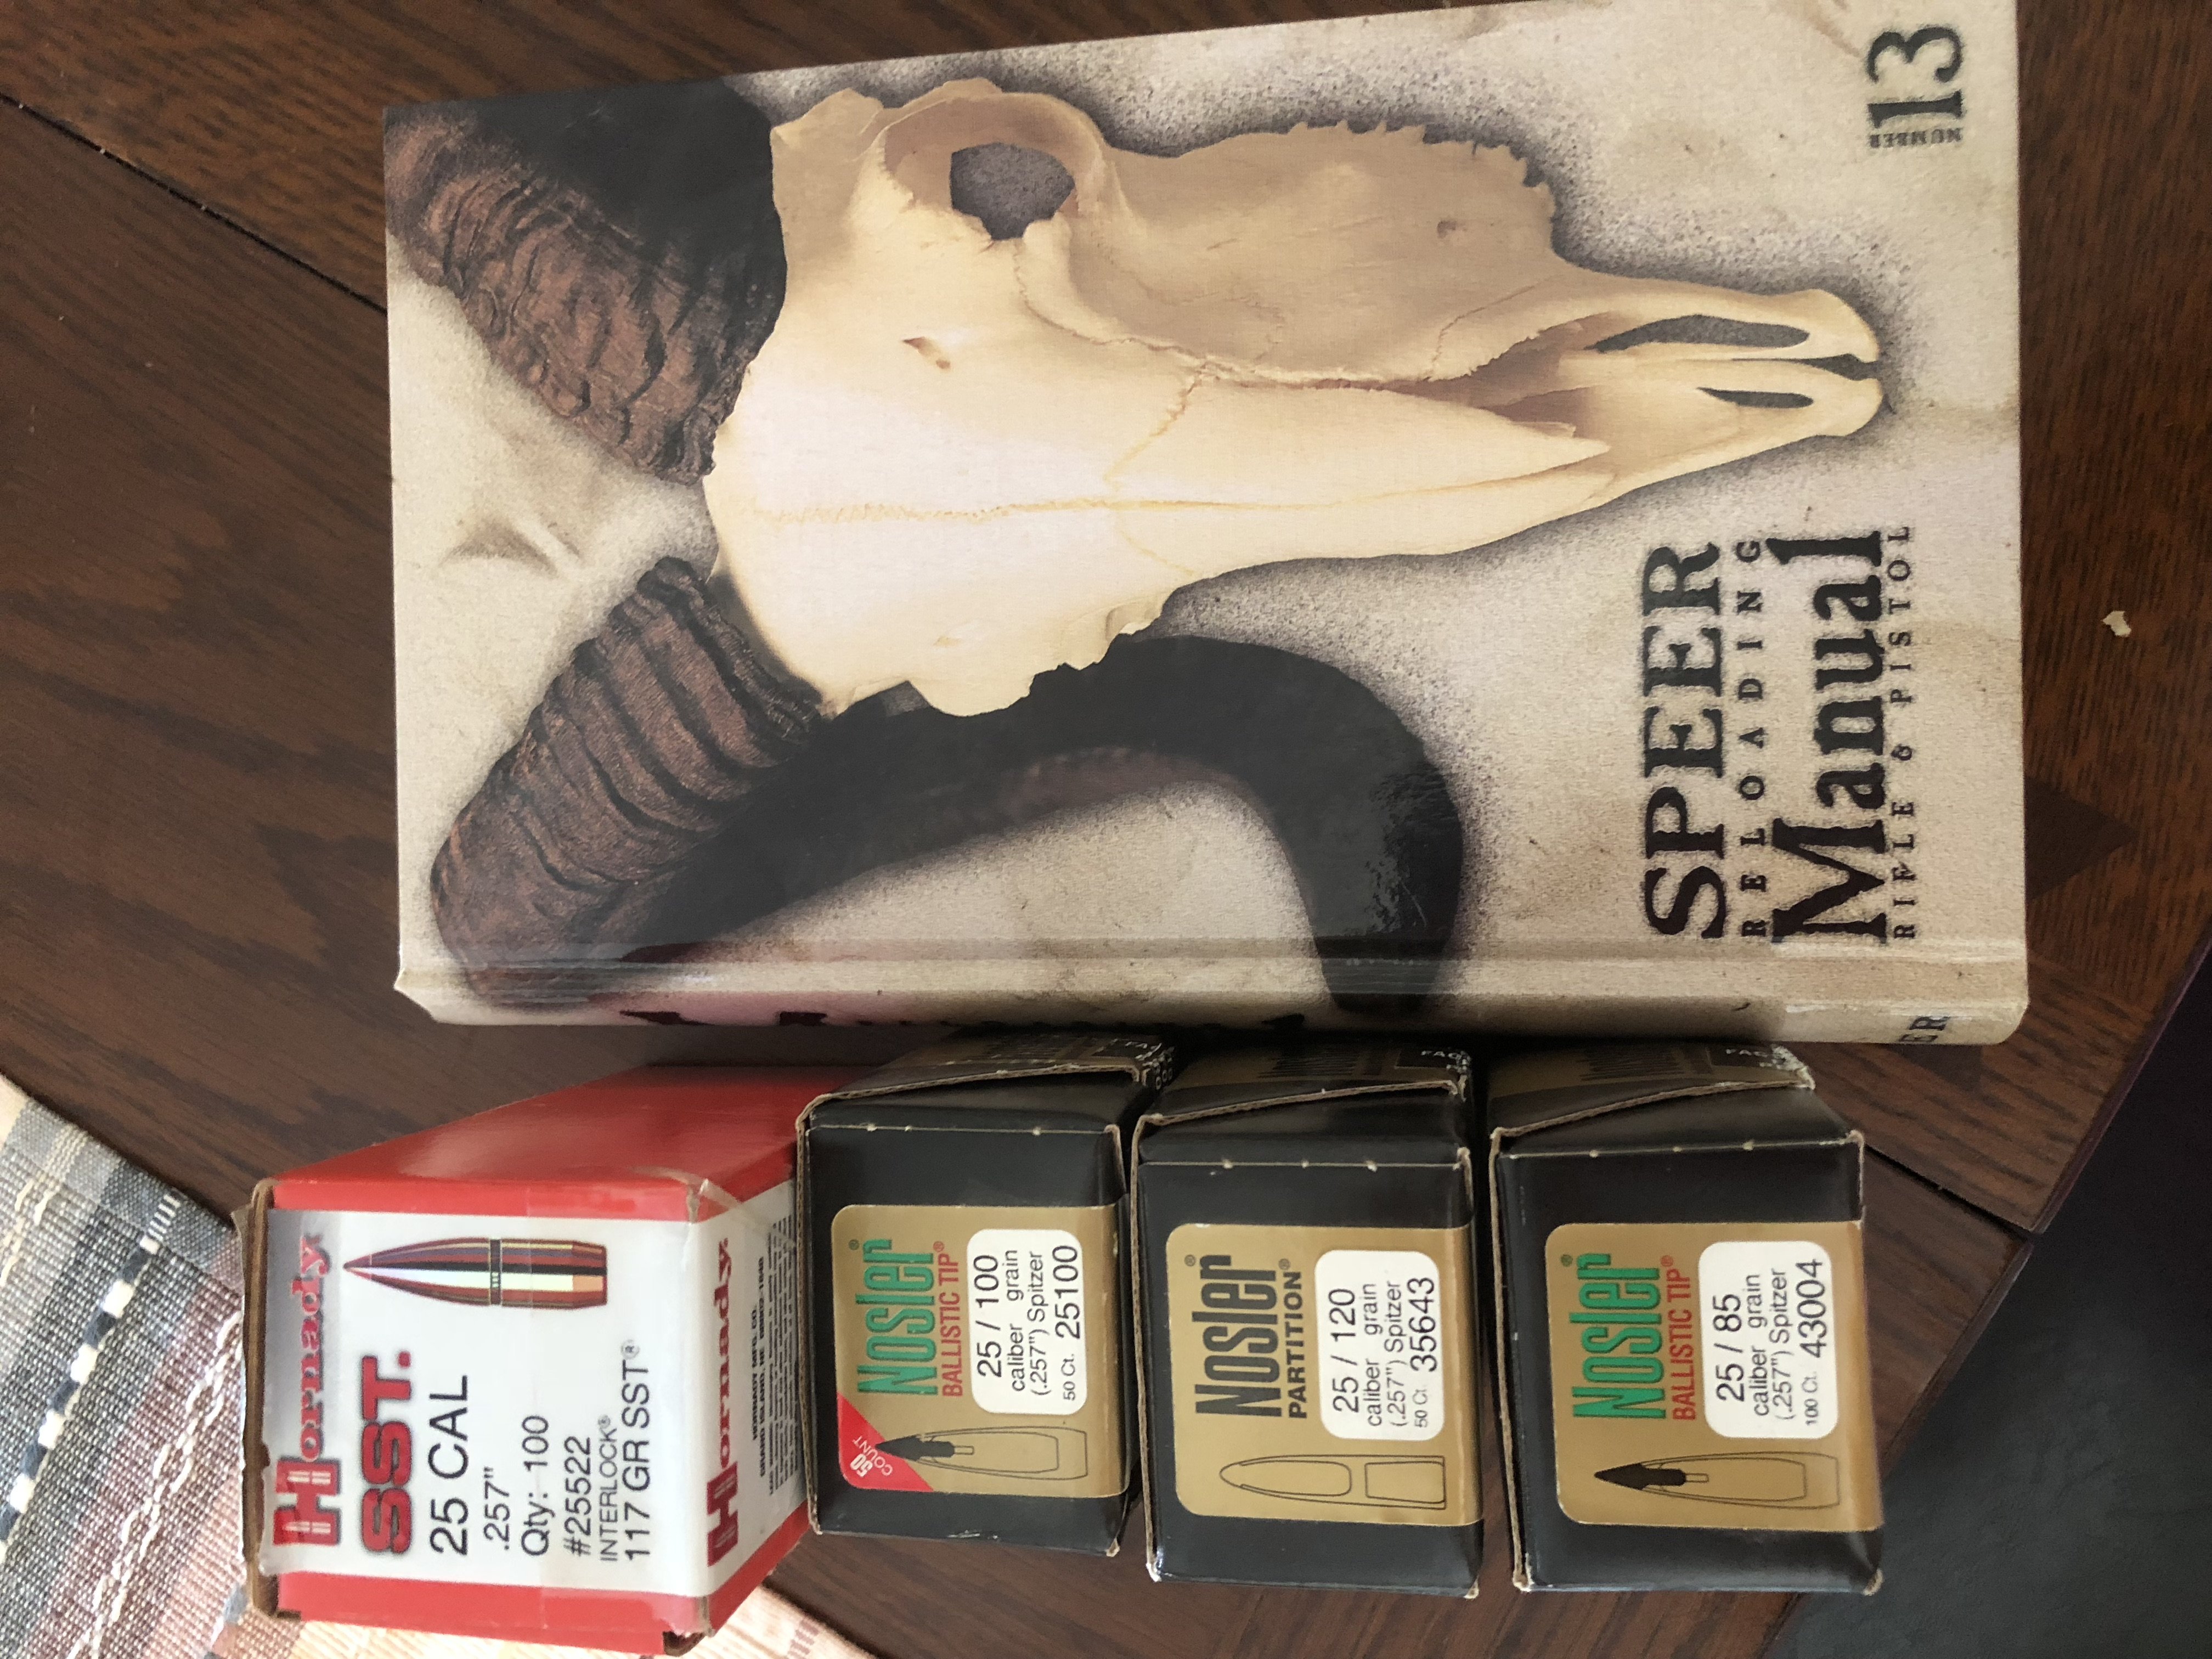 SPEER
RELOADING
Manual
RIFLE & PISTOL
NUMBER
13
Hornady
SST.
25 CAL
.257"
Qty: 100
#25522
INTERLOCK®
117 GR SST®
Hornady
HORNADY MFG. CO.
50
COUNT
Nosler®
BALLISTIC TIP®
25 / 100
caliber grain
(.257") Spitzer
50 Ct. 25100
Nosler®
PARTITION®
25 / 120
caliber grain
(.257") Spitzer
50 Ct. 35643
Nosler®
BALLISTIC TIP®
25 / 85
caliber grain
(.257") Spitzer
100 Ct. 43004